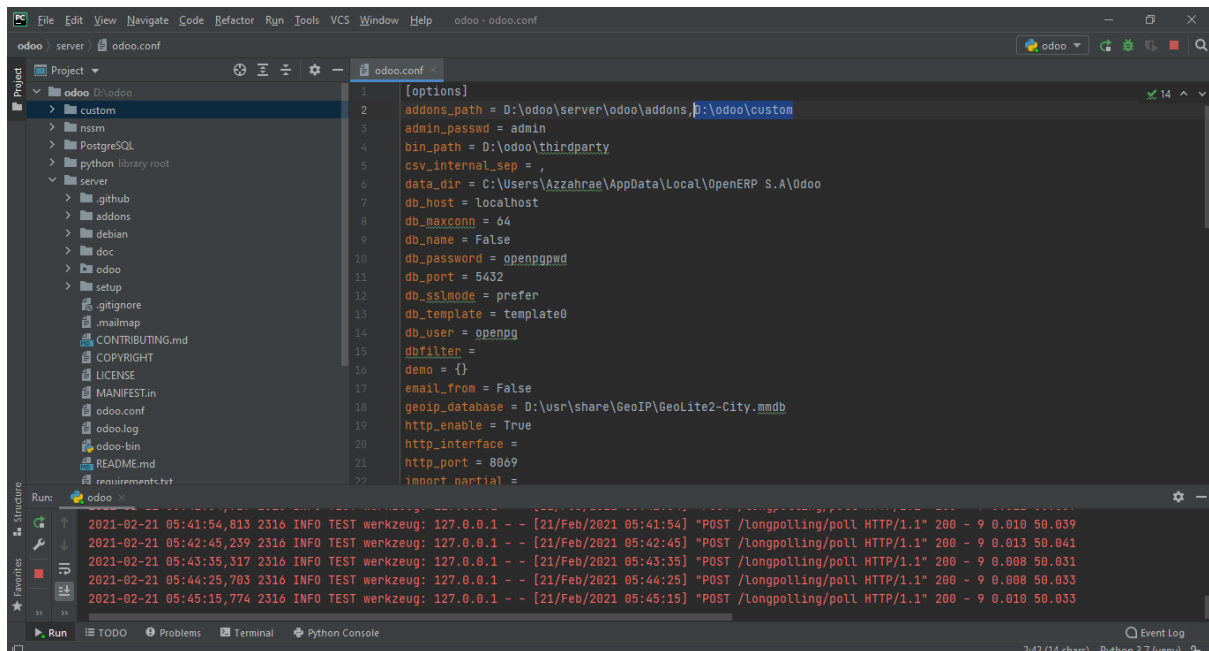 PC File Edit View Navigate Code Refactor Run Tools VCS Window Help odoo - odoo.conf
odoo server odoo.conf odoo
Project
Project
odoo.conf
odoo D:\odoo
custom
nssm
PostgreSQL
python library root
server
.github
addons
debian
doc
odoo
setup
.gitignore
.mailmap
CONTRIBUTING.md
COPYRIGHT
LICENSE
MANIFEST.in
odoo.conf
odoo.log
odoo-bin
README.md
requirements.txt
14
1 [options]
2 addons_path = D:\odoo\server\odoo\addons,D:\odoo\custom
3 admin_passwd = admin
4 bin_path = D:\odoo\thirdparty
5 csv_internal_sep = ,
6 data_dir = C:\Users\Azzahrae\AppData\Local\OpenERP S.A\Odoo
7 db_host = localhost
8 db_maxconn = 64
9 db_name = False
10 db_password = openpgpwd
11 db_port = 5432
12 db_sslmode = prefer
13 db_template = template0
14 db_user = openpg
15 dbfilter =
16 demo = {}
17 email_from = False
18 geoip_database = D:\usr\share\GeoIP\GeoLite2-City.mmdb
19 http_enable = True
20 http_interface =
21 http_port = 8069
22 import_partial =
Structure
Favorites
Run: odoo
2021-02-21 05:41:54,813 2316 INFO TEST werkzeug: 127.0.0.1 - - [21/Feb/2021 05:41:54] "POST /longpolling/poll HTTP/1.1" 200 - 9 0.010 50.039
2021-02-21 05:42:45,239 2316 INFO TEST werkzeug: 127.0.0.1 - - [21/Feb/2021 05:42:45] "POST /longpolling/poll HTTP/1.1" 200 - 9 0.013 50.041
2021-02-21 05:43:35,317 2316 INFO TEST werkzeug: 127.0.0.1 - - [21/Feb/2021 05:43:35] "POST /longpolling/poll HTTP/1.1" 200 - 9 0.008 50.031
2021-02-21 05:44:25,703 2316 INFO TEST werkzeug: 127.0.0.1 - - [21/Feb/2021 05:44:25] "POST /longpolling/poll HTTP/1.1" 200 - 9 0.008 50.033
2021-02-21 05:45:15,774 2316 INFO TEST werkzeug: 127.0.0.1 - - [21/Feb/2021 05:45:15] "POST /longpolling/poll HTTP/1.1" 200 - 9 0.010 50.033
Run TODO Problems Terminal Python Console Event Log
2:42 (14 chars) Python 3.7 (venv)